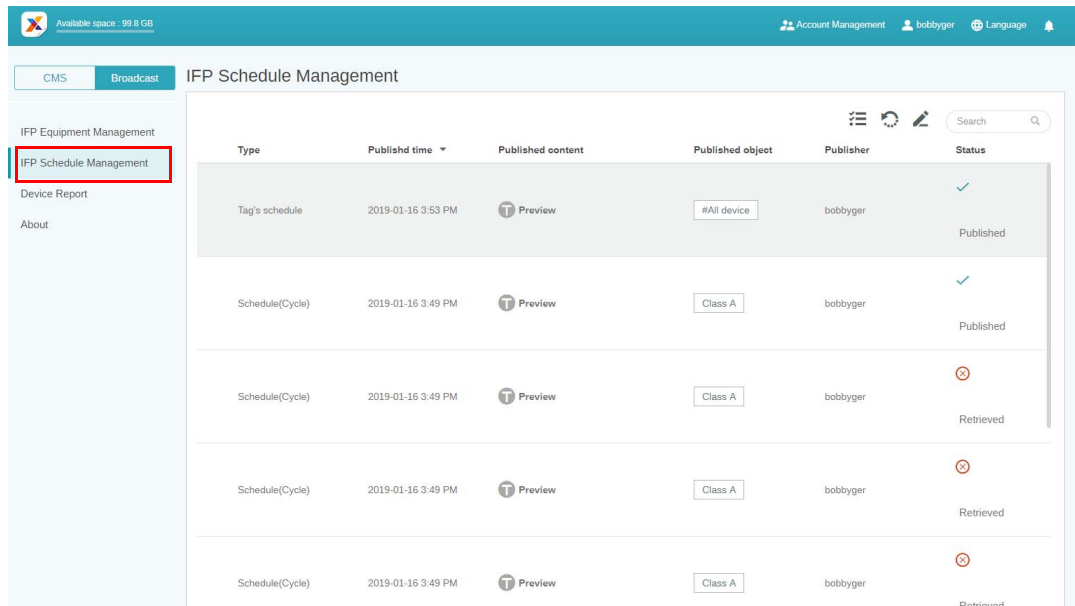 Available space : 99.8 GB
Account Management bobbyger Language
CMS Broadcast
IFP Schedule Management
IFP Equipment Management
IFP Schedule Management
Device Report
About
Search
Type Publishd time Published content Published object Publisher Status
Tag's schedule 2019-01-16 3:53 PM Preview #All device bobbyger Published
Schedule(Cycle) 2019-01-16 3:49 PM Preview Class A bobbyger Published
Schedule(Cycle) 2019-01-16 3:49 PM Preview Class A bobbyger Retrieved
Schedule(Cycle) 2019-01-16 3:49 PM Preview Class A bobbyger Retrieved
Schedule(Cycle) 2019-01-16 3:49 PM Preview Class A bobbyger Retrieved